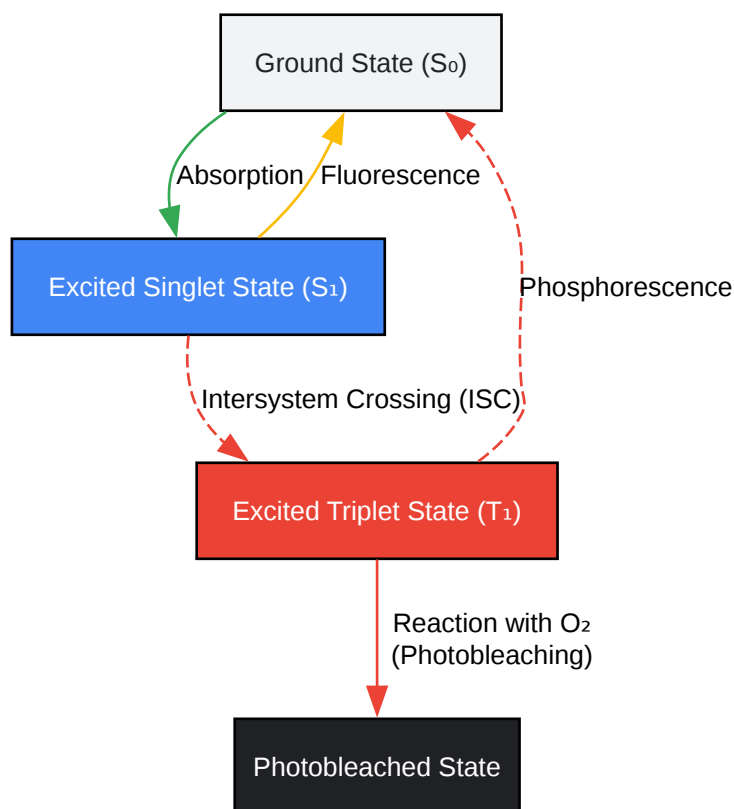 Ground State (S₀)
Absorption
Fluorescence
Excited Singlet State (S₁)
Phosphorescence
Intersystem Crossing (ISC)
Excited Triplet State (T₁)
Reaction with O₂
(Photobleaching)
Photobleached State